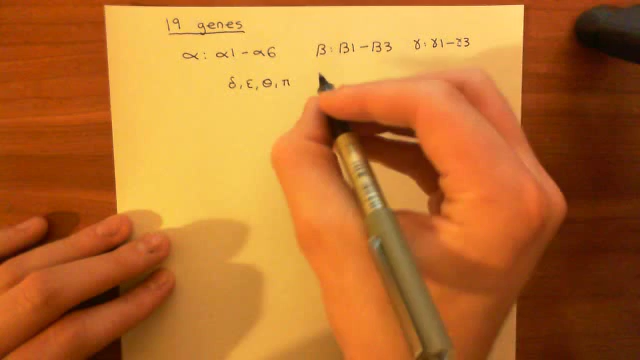 19 genes
α: α1-α6 β: β1-β3 γ: γ1-γ3
δ, ε, θ, π